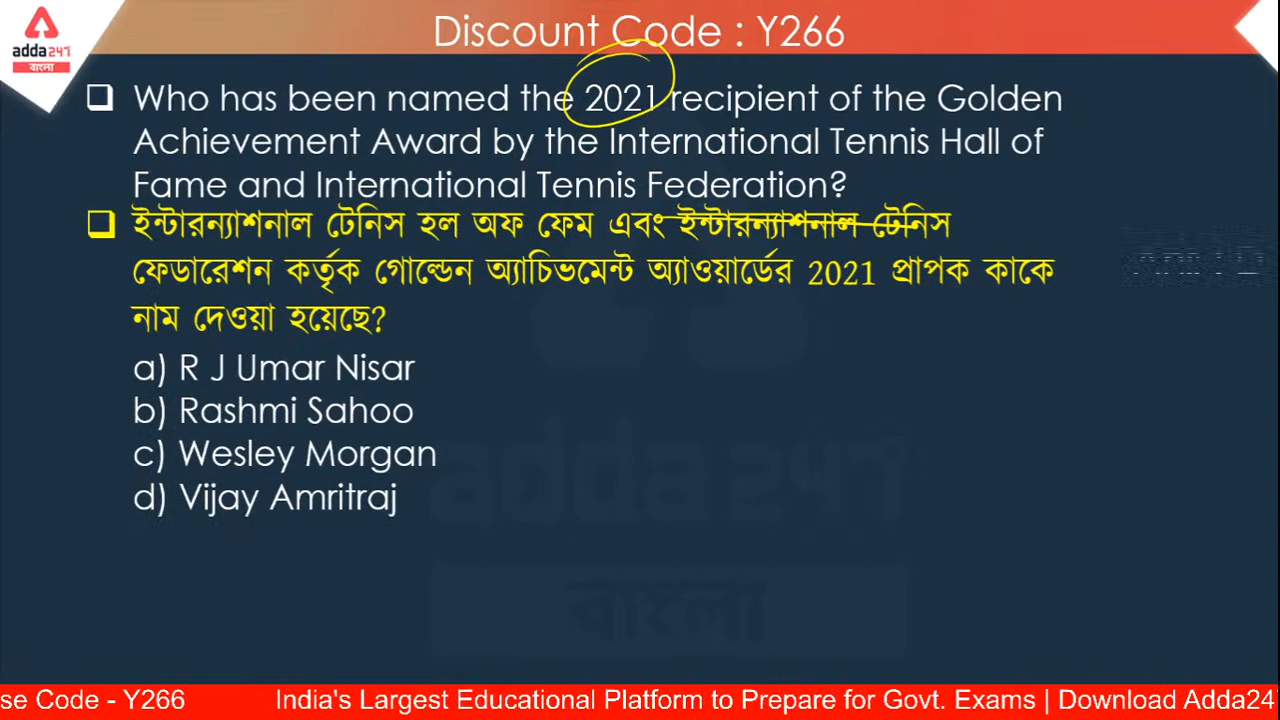 Discount Code : Y266
adda247
বাংলা
Who has been named the 2021 recipient of the Golden
Achievement Award by the International Tennis Hall of
Fame and International Tennis Federation?
ইন্টারন্যাশনাল টেনিস হল অফ ফেম এবং ইন্টারন্যাশনাল টেনিস
ফেডারেশন কর্তৃক গোল্ডেন অ্যাচিভমেন্ট অ্যাওয়ার্ডের 2021 প্রাপক কাকে
নাম দেওয়া হয়েছে?
a) R J Umar Nisar
b) Rashmi Sahoo
c) Wesley Morgan
d) Vijay Amritraj
adda247
বাংলা
se Code - Y266 India's Largest Educational Platform to Prepare for Govt. Exams | Download Adda24